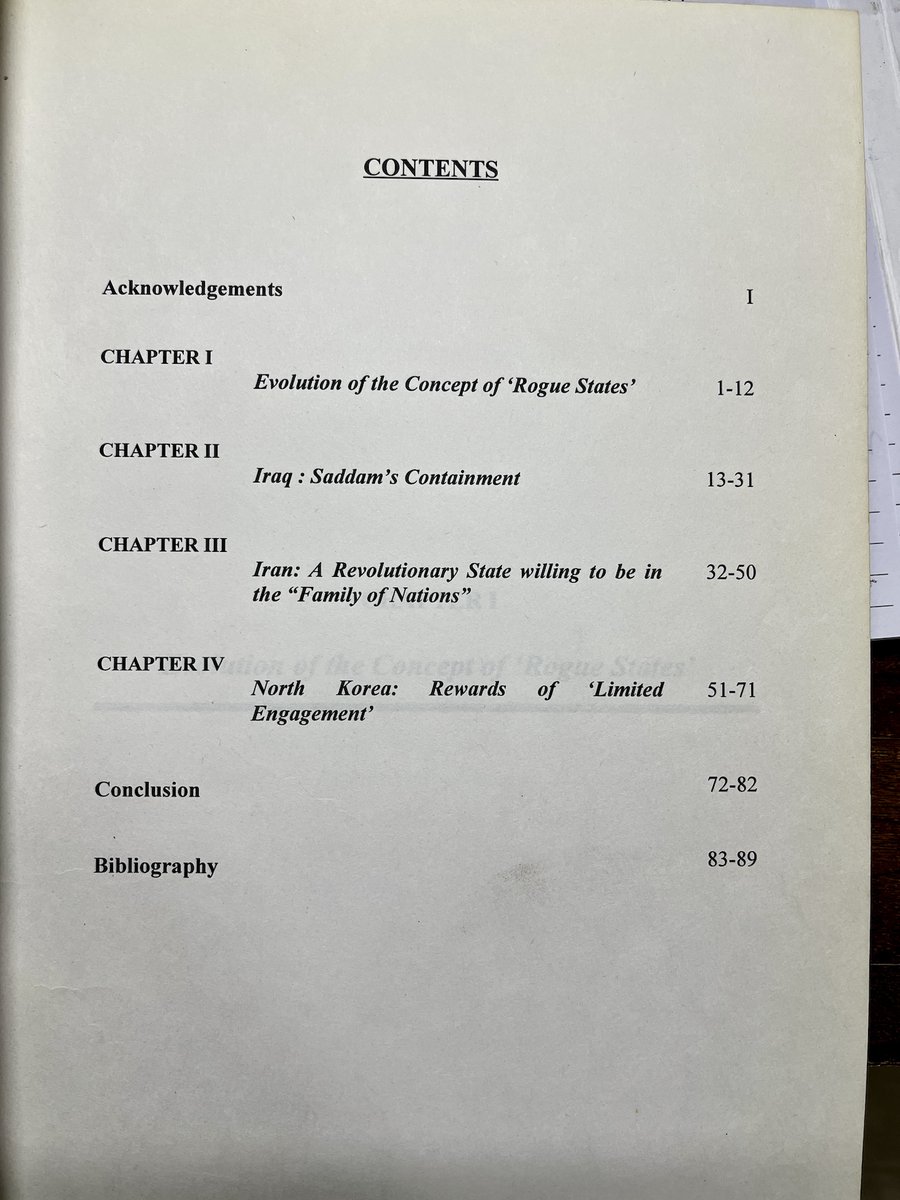 CONTENTS
Acknowledgements I
CHAPTER I
Evolution of the Concept of ‘Rogue States’ 1-12
CHAPTER II
Iraq : Saddam’s Containment 13-31
CHAPTER III
Iran: A Revolutionary State willing to be in 32-50
the “Family of Nations”
CHAPTER IV
North Korea: Rewards of ‘Limited 51-71
Engagement’
Conclusion 72-82
Bibliography 83-89